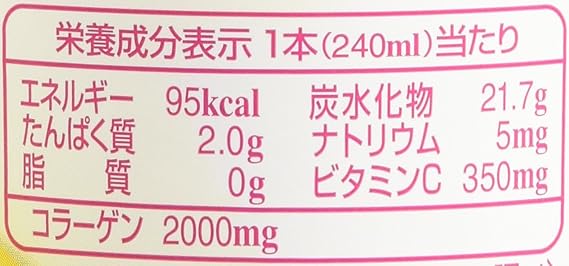 栄養成分表示 1本(240ml)当たり
エネルギー 95kcal 炭水化物 21.7g
たんぱく質 2.0g ナトリウム 5mg
脂質 0g ビタミンC 350mg
コラーゲン 2000mg